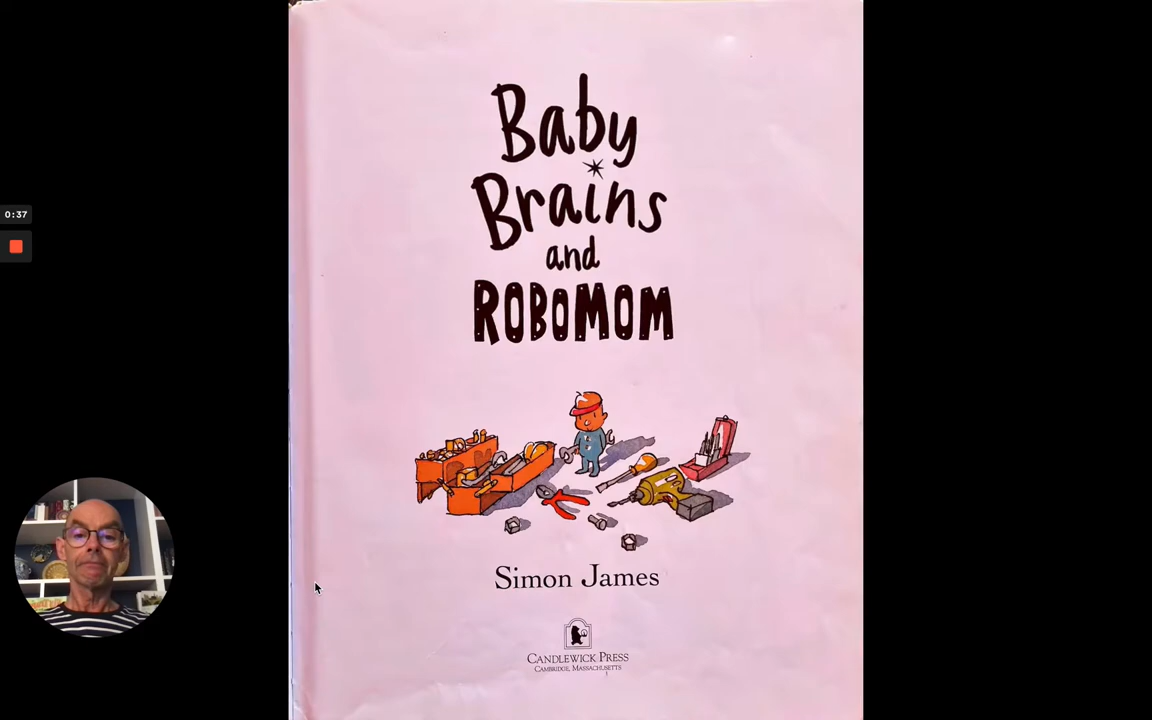 Baby
Brains
and
ROBOMOM
0:37
Simon James
CANDLEWICK PRESS
CAMBRIDGE, MASSACHUSETTS